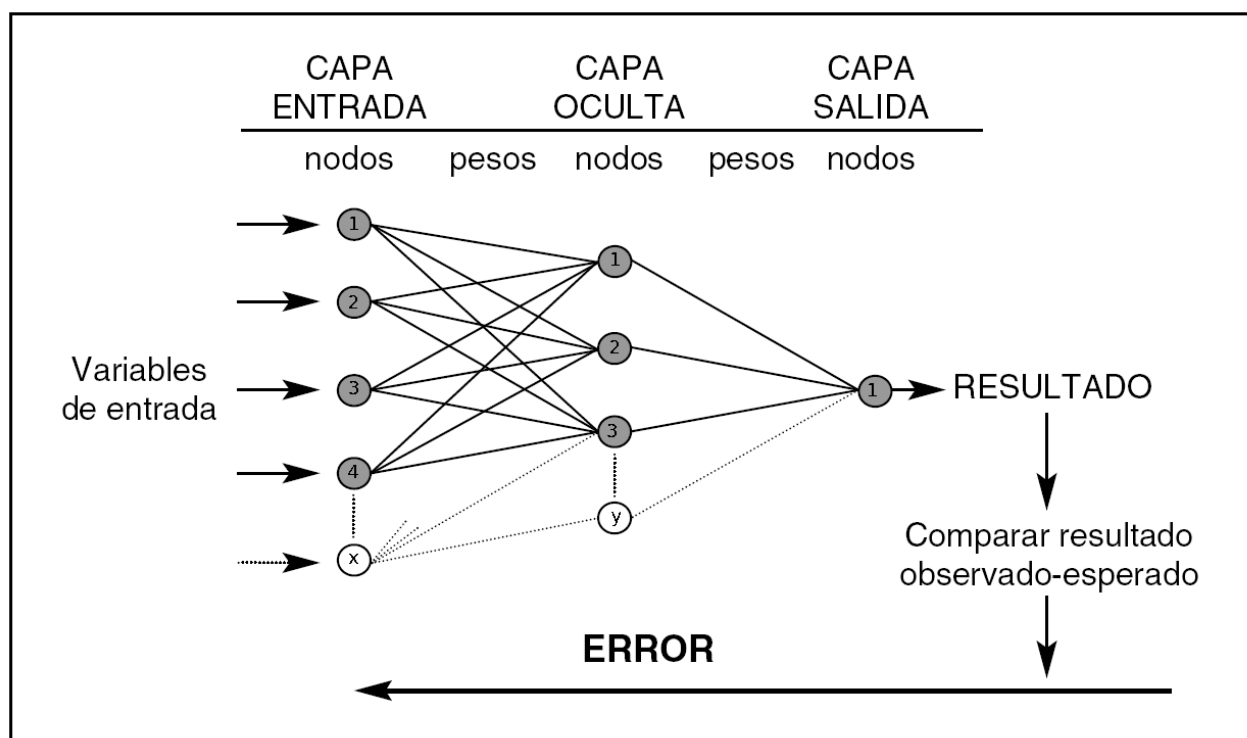 CAPA CAPA CAPA
ENTRADA OCULTA SALIDA
nodos pesos nodos pesos nodos
1
1
2
2
3
Variables
de entrada
1
RESULTADO
3
4
y
x
Comparar resultado
observado-esperado
ERROR